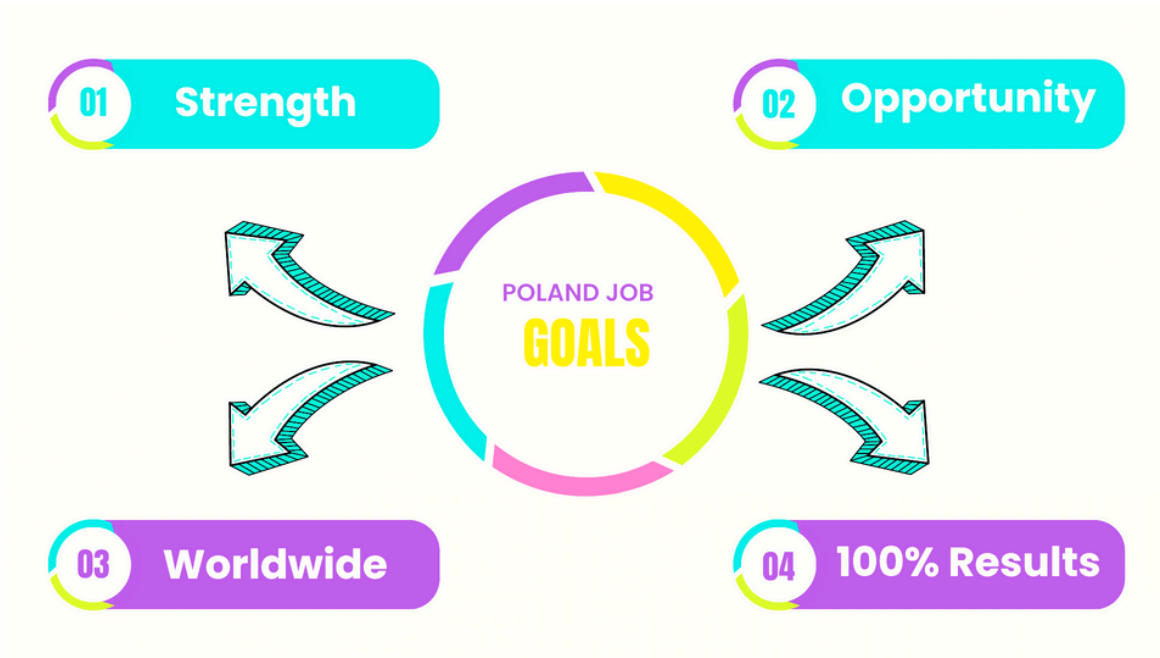 01 Strength
02 Opportunity
POLAND JOB
GOALS
03 Worldwide
04 100% Results